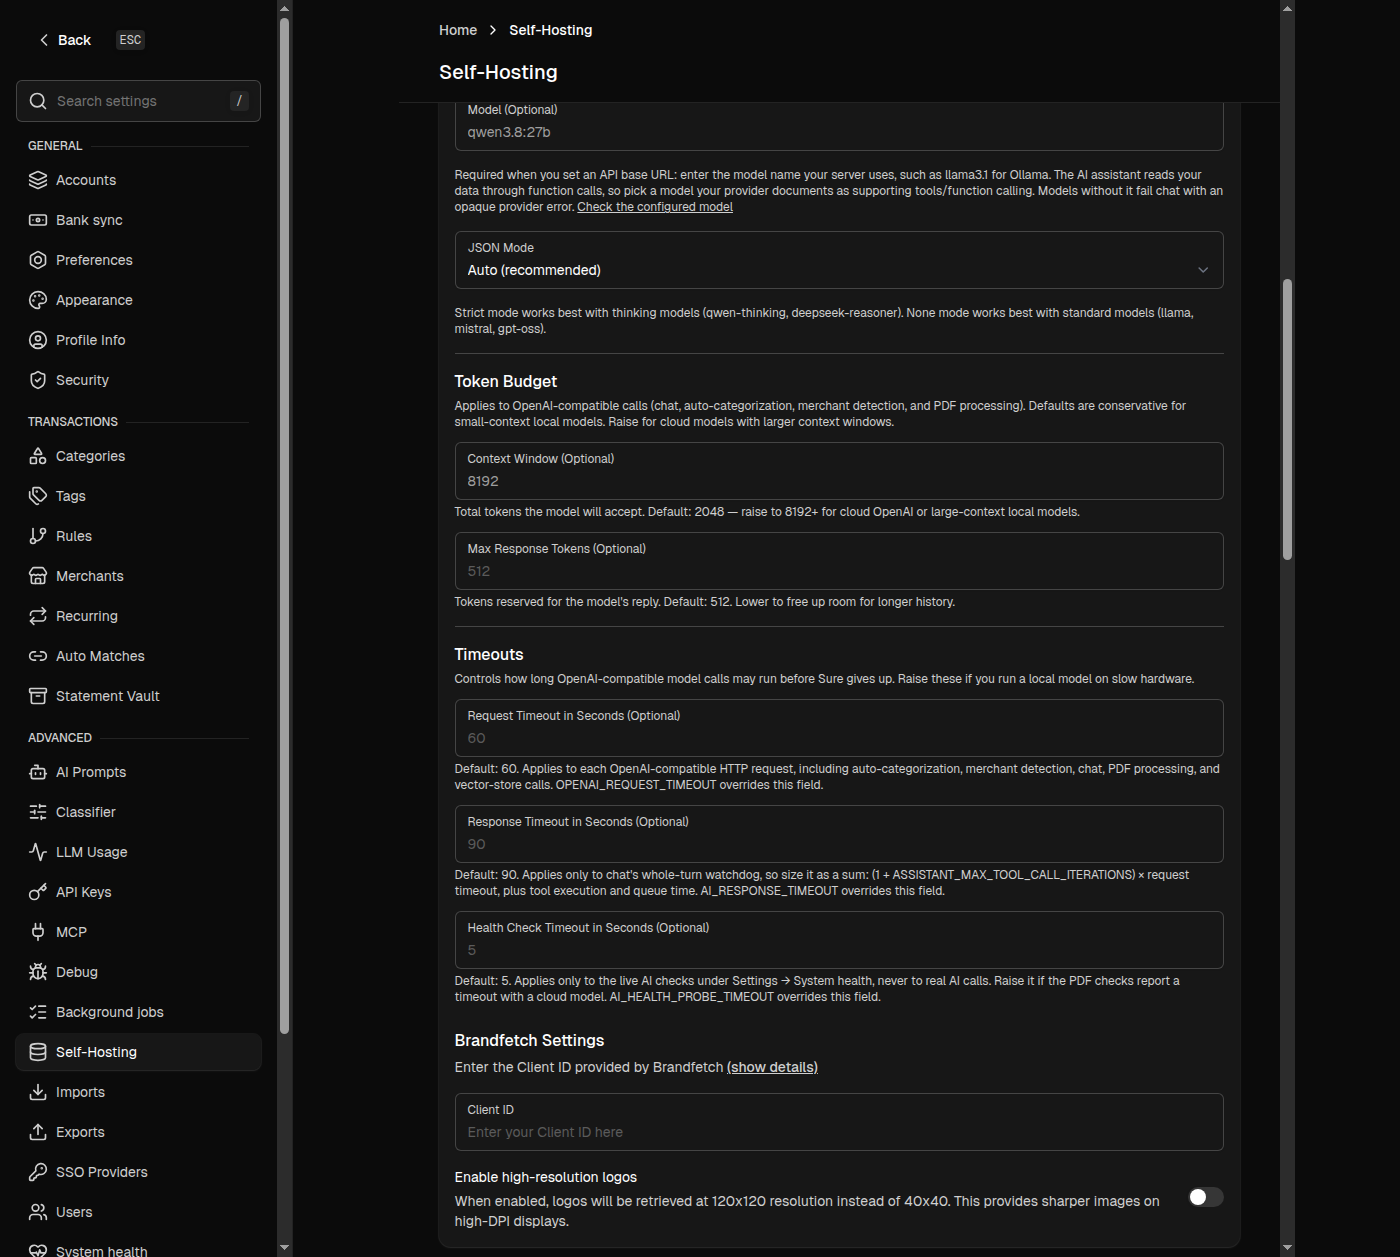 Back ESC
Search settings /
GENERAL
Accounts
Bank sync
Preferences
Appearance
Profile Info
Security
TRANSACTIONS
Categories
Tags
Rules
Merchants
Recurring
Auto Matches
Statement Vault
ADVANCED
AI Prompts
Classifier
LLM Usage
API Keys
MCP
Debug
Background jobs
Self-Hosting
Imports
Exports
SSO Providers
Users
System health
Home > Self-Hosting
Self-Hosting
Model (Optional)
qwen3.8:27b
Required when you set an API base URL: enter the model name your server uses, such as llama3.1 for Ollama. The AI assistant reads your
data through function calls, so pick a model your provider documents as supporting tools/function calling. Models without it fail chat with an
opaque provider error. Check the configured model
JSON Mode
Auto (recommended)
Strict mode works best with thinking models (qwen-thinking, deepseek-reasoner). None mode works best with standard models (llama,
mistral, gpt-oss).
Token Budget
Applies to OpenAI-compatible calls (chat, auto-categorization, merchant detection, and PDF processing). Defaults are conservative for
small-context local models. Raise for cloud models with larger context windows.
Context Window (Optional)
8192
Total tokens the model will accept. Default: 2048 — raise to 8192+ for cloud OpenAI or large-context local models.
Max Response Tokens (Optional)
512
Tokens reserved for the model's reply. Default: 512. Lower to free up room for longer history.
Timeouts
Controls how long OpenAI-compatible model calls may run before Sure gives up. Raise these if you run a local model on slow hardware.
Request Timeout in Seconds (Optional)
60
Default: 60. Applies to each OpenAI-compatible HTTP request, including auto-categorization, merchant detection, chat, PDF processing, and
vector-store calls. OPENAI_REQUEST_TIMEOUT overrides this field.
Response Timeout in Seconds (Optional)
90
Default: 90. Applies only to chat's whole-turn watchdog, so size it as a sum: (1 + ASSISTANT_MAX_TOOL_CALL_ITERATIONS) × request
timeout, plus tool execution and queue time. AI_RESPONSE_TIMEOUT overrides this field.
Health Check Timeout in Seconds (Optional)
5
Default: 5. Applies only to the live AI checks under Settings → System health, never to real AI calls. Raise it if the PDF checks report a
timeout with a cloud model. AI_HEALTH_PROBE_TIMEOUT overrides this field.
Brandfetch Settings
Enter the Client ID provided by Brandfetch (show details)
Client ID
Enter your Client ID here
Enable high-resolution logos
When enabled, logos will be retrieved at 120x120 resolution instead of 40x40. This provides sharper images on
high-DPI displays.